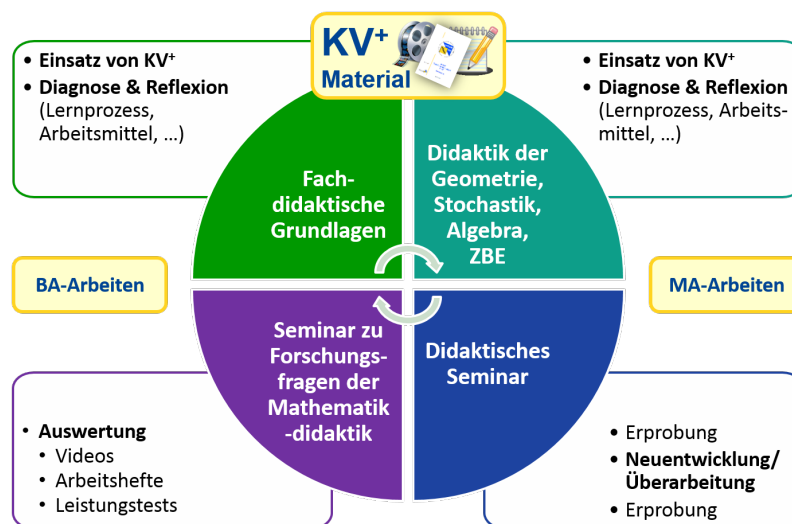 KV⁺
Material
• Einsatz von KV⁺
• Diagnose & Reflexion
(Lernprozess,
Arbeitsmittel, …)
• Einsatz von KV⁺
• Diagnose & Reflexion
(Lernprozess, Arbeits-
mittel, …)
Fach-
didaktische
Grundlagen
Didaktik der
Geometrie,
Stochastik,
Algebra,
ZBE
BA-Arbeiten
MA-Arbeiten
Seminar zu
Forschungs-
fragen der
Mathematik
-didaktik
Didaktisches
Seminar
• Auswertung
• Videos
• Arbeitshefte
• Leistungstests
• Erprobung
• Neuentwicklung/
Überarbeitung
• Erprobung